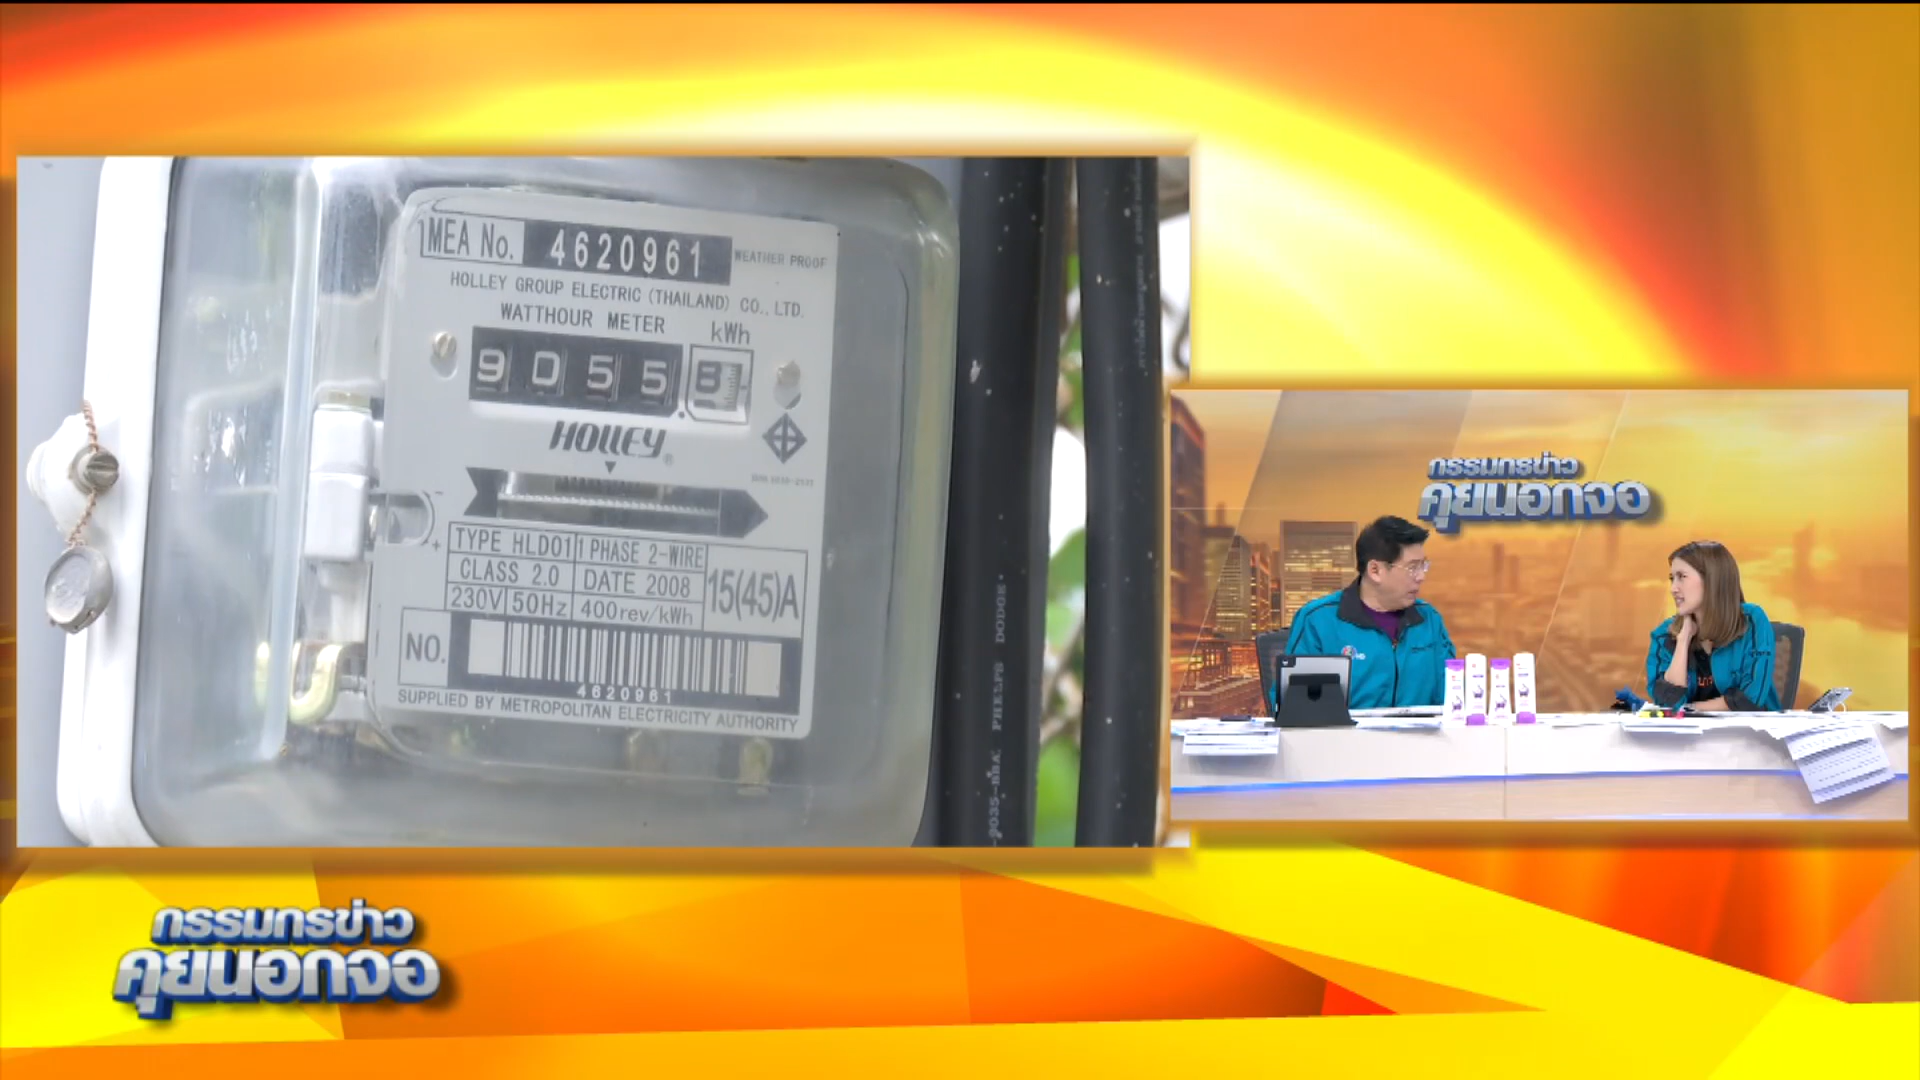 MEA No. 4620961 WEATHER PROOF
HOLLEY GROUP ELECTRIC (THAILAND) CO., LTD.
WATTHOUR METER kWh
9055.8
HOLLEY®
TYPE HLD01 1 PHASE 2-WIRE
CLASS 2.0 DATE 2008
230V 50Hz 400rev/kWh 15(45)A
NO.
4620961
SUPPLIED BY METROPOLITAN ELECTRICITY AUTHORITY
PHELPS DODGE
กรรมกรข่าว
คุยนอกจอ
กรรมกรข่าว
คุยนอกจอ